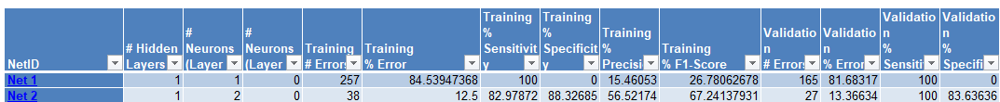 Training Training Validatio Validatio
# # % % Training Validatio Validatio n n
# Hidden Neurons Neurons Training Training Sensitivit Specificit % Training n n % %
NetID Layers (Layer (Layer # Errors % Error y y Precisi % F1-Score # Errors % Error Sensiti Specifi
Net 1 1 1 0 257 84.53947368 100 0 15.46053 26.78062678 165 81.68317 100 0
Net 2 1 2 0 38 12.5 82.97872 88.32685 56.52174 67.24137931 27 13.36634 100 83.63636